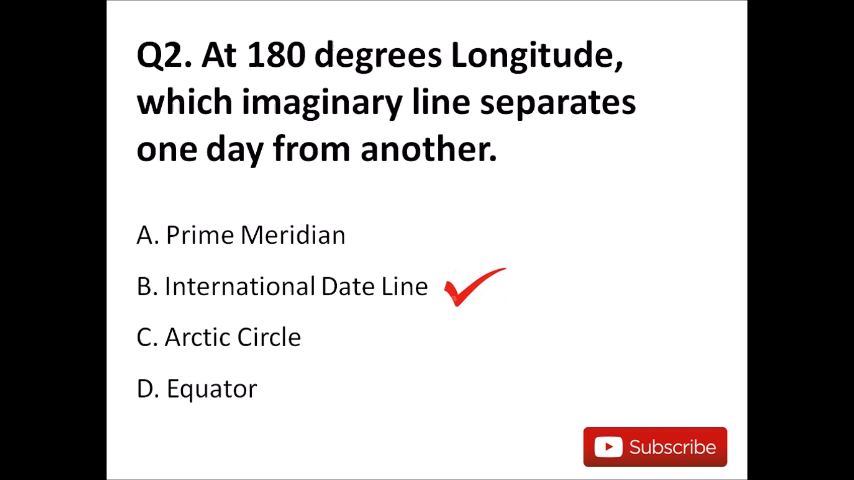 Q2. At 180 degrees Longitude,
which imaginary line separates
one day from another.
A. Prime Meridian
B. International Date Line
C. Arctic Circle
D. Equator
Subscribe